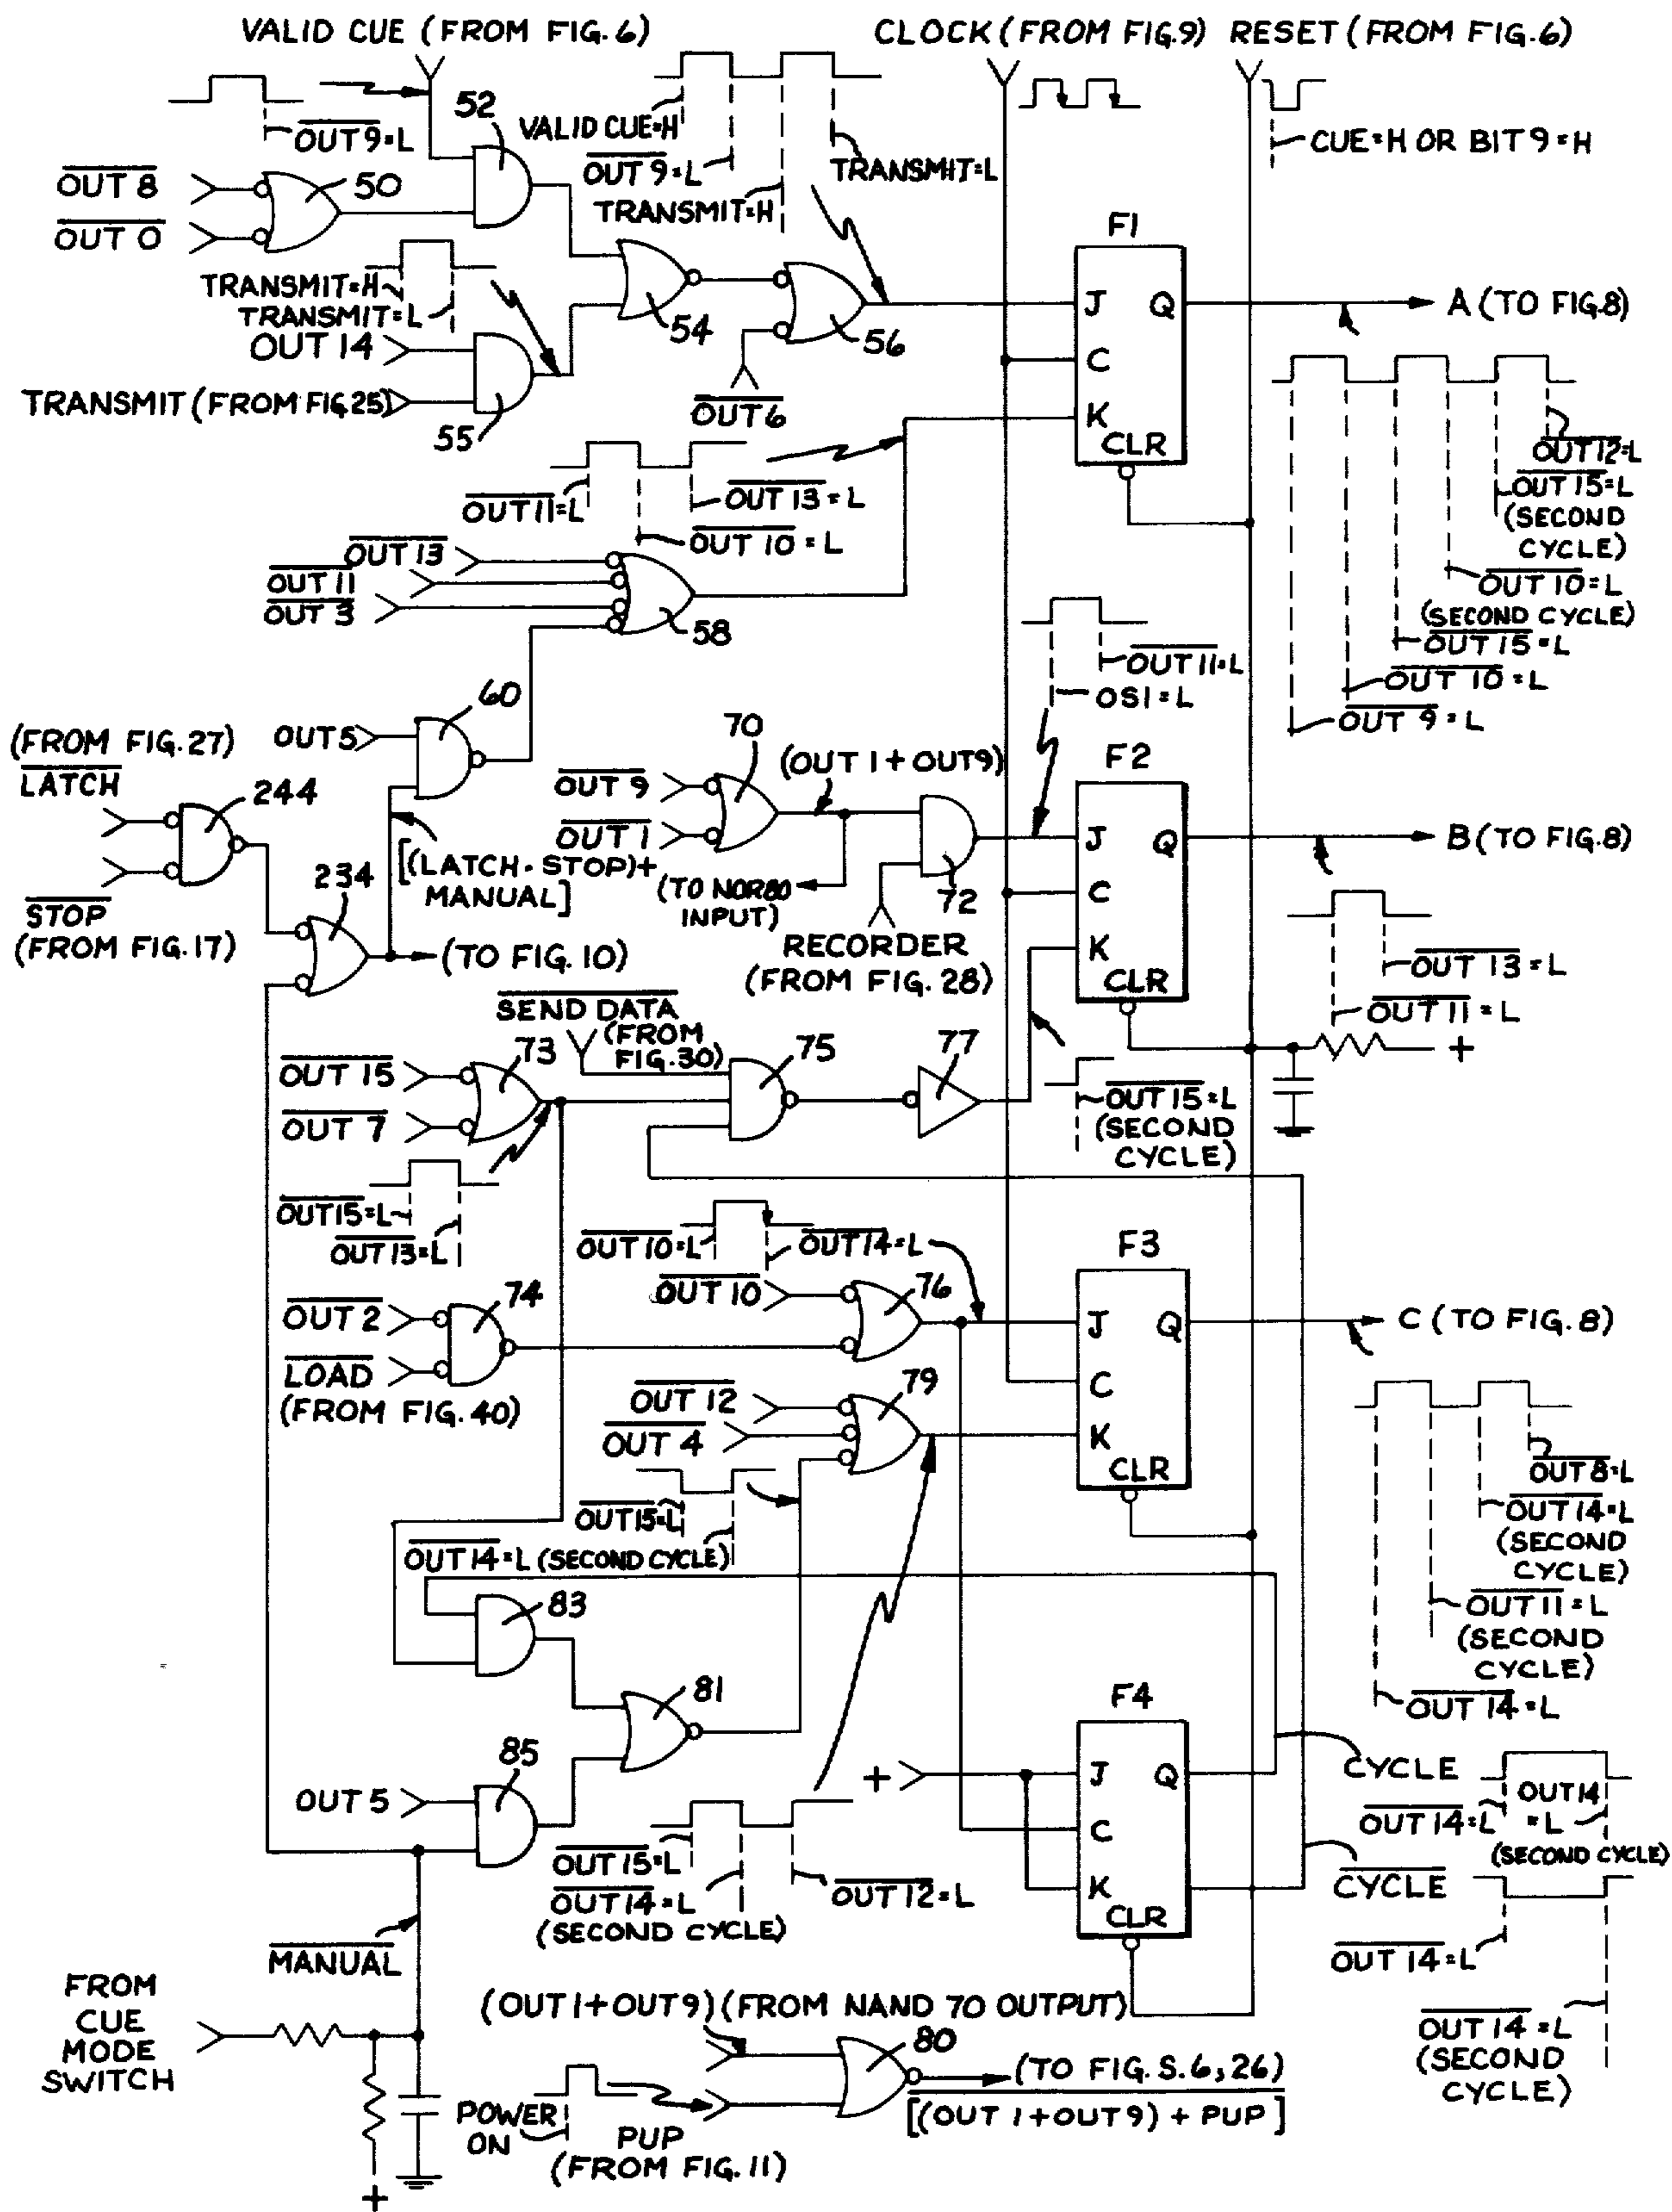 VALID CUE (FROM FIG. 6)
CLOCK (FROM FIG.9)
RESET (FROM FIG.6)
OUT 9=L
52
VALID CUE=H
OUT 9=L
TRANSMIT=H
TRANSMIT=L
CUE=H OR BIT 9=H
OUT 8
OUT 0
50
TRANSMIT=H
TRANSMIT=L
OUT 14
TRANSMIT (FROM FIG.25)
55
54
56
OUT 6
F1
J
Q
C
K
CLR
A (TO FIG.8)
OUT 12=L
OUT 15=L
(SECOND
CYCLE)
OUT 10=L
(SECOND CYCLE)
OUT 15=L
OUT 10=L
OUT 9=L
OUT 11=L
OUT 13=L
OUT 10=L
OUT 13
OUT 11
OUT 3
58
OUT 11=L
OS1=L
60
OUT 5
(FROM FIG. 27)
LATCH
244
STOP
(FROM FIG.17)
234
[(LATCH·STOP)+
MANUAL]
(TO FIG. 10)
OUT 9
OUT 1
70
(OUT 1+OUT9)
(TO NOR80
INPUT)
72
RECORDER
(FROM FIG. 28)
F2
J
Q
C
K
CLR
B (TO FIG.8)
OUT 13=L
OUT 11=L
+
SEND DATA
(FROM
FIG.30)
73
75
77
OUT 15
OUT 7
OUT 15=L
(SECOND
CYCLE)
OUT15=L
OUT 13=L
OUT 10=L
OUT 14=L
OUT 10
76
74
OUT 2
LOAD
(FROM FIG.40)
F3
J
Q
C
K
CLR
C (TO FIG.8)
OUT 12
OUT 4
79
OUT15=L
OUT 14=L (SECOND CYCLE)
OUT 8=L
OUT 14=L
(SECOND
CYCLE)
OUT 11=L
(SECOND
CYCLE)
OUT 14=L
83
81
85
OUT 5
OUT 15=L
OUT 14=L
(SECOND CYCLE)
OUT 12=L
+
F4
J
Q
C
K
CLR
CYCLE
CYCLE
OUT 14=L
OUT 14
=L
(SECOND CYCLE)
OUT 14=L
OUT 14=L
(SECOND
CYCLE)
MANUAL
FROM
CUE
MODE
SWITCH
+
(OUT 1+OUT9) (FROM NAND 70 OUTPUT)
80
(TO FIG.S.6,26)
[(OUT 1+OUT9) + PUP]
POWER
ON
PUP
(FROM FIG.11)